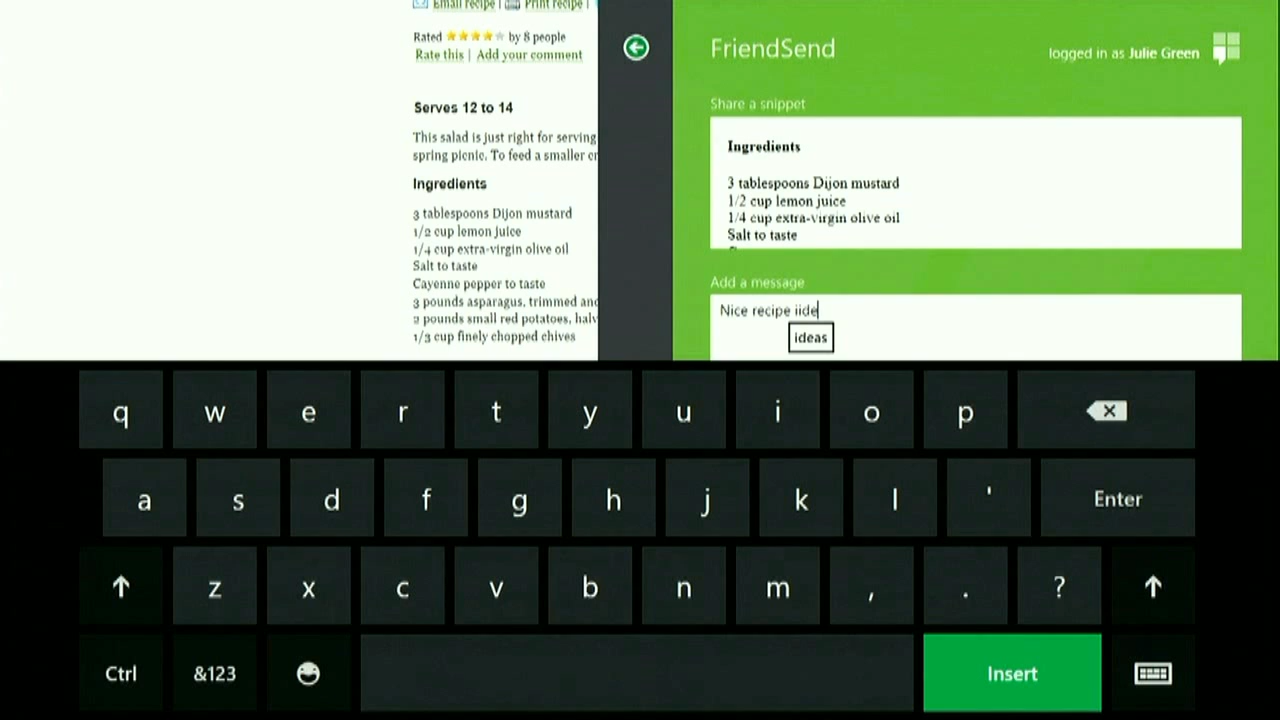 Email recipe | Print recipe |
Rated by 8 people
Rate this | Add your comment
Serves 12 to 14
This salad is just right for serving
spring picnic. To feed a smaller cr
Ingredients
3 tablespoons Dijon mustard
1/2 cup lemon juice
1/4 cup extra-virgin olive oil
Salt to taste
Cayenne pepper to taste
3 pounds asparagus, trimmed and
2 pounds small red potatoes, halv
1/3 cup finely chopped chives
FriendSend
logged in as Julie Green
Share a snippet
Ingredients
3 tablespoons Dijon mustard
1/2 cup lemon juice
1/4 cup extra-virgin olive oil
Salt to taste
Add a message
Nice recipe iide
ideas
q w e r t y u i o p
a s d f g h j k l ' Enter
z x c v b n m , . ?
Ctrl &123 Insert